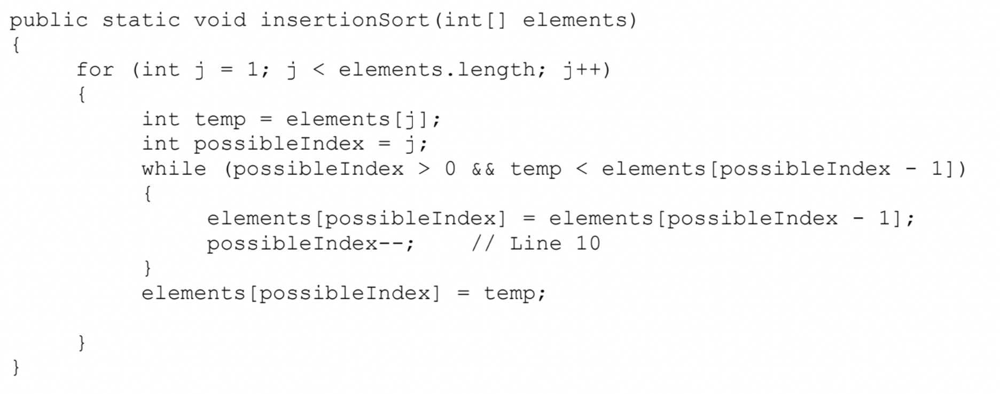 public static void insertionSort(int[] elements)
{
for (int j = 1; j < elements.length; j++)
{
int temp = elements[j];
int possibleIndex = j;
while (possibleIndex > 0 && temp < elements[possibleIndex - 1])
{
elements[possibleIndex] = elements[possibleIndex - 1];
possibleIndex--; // Line 10
}
elements[possibleIndex] = temp;
}
}